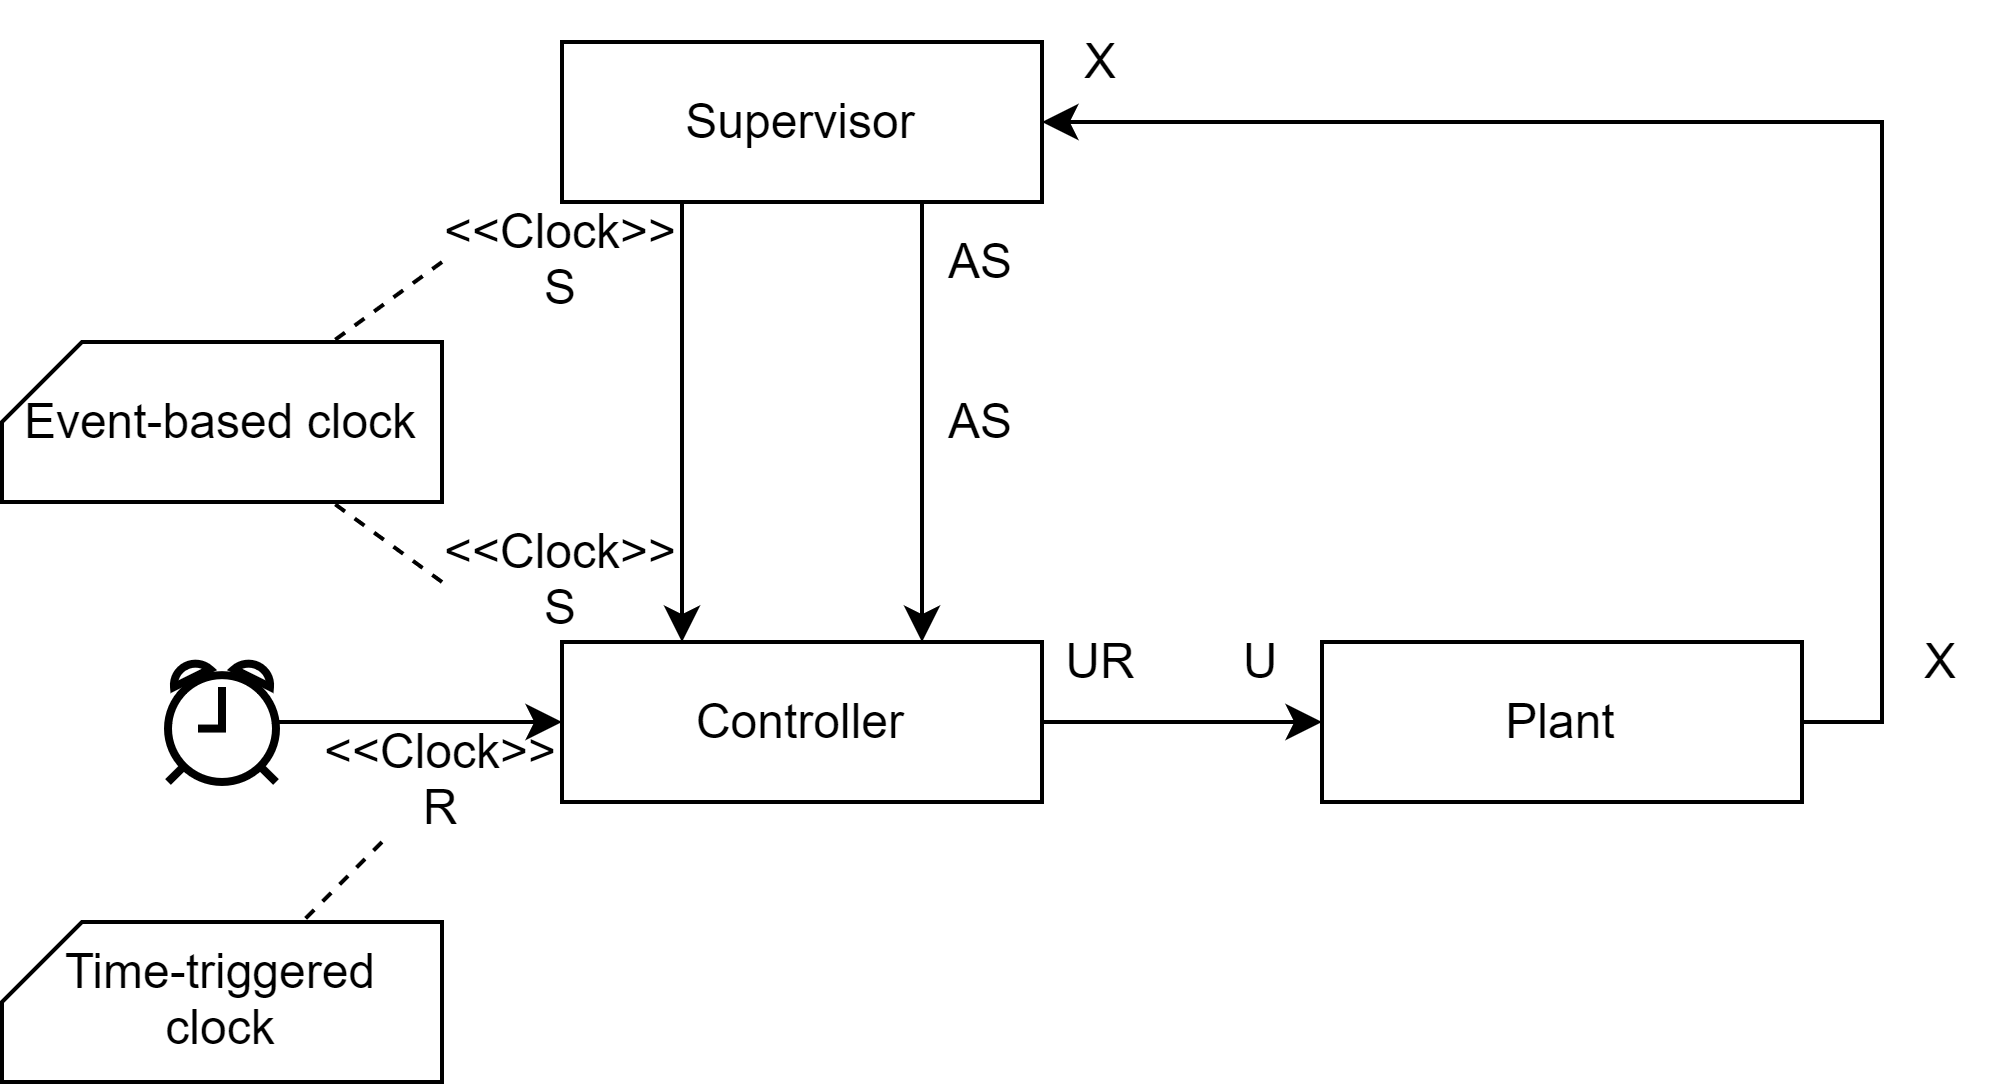 X
Supervisor
<<Clock>>
S
AS
Event-based clock
AS
<<Clock>>
S
UR
U
X
Controller
Plant
<<Clock>>
R
Time-triggered
clock